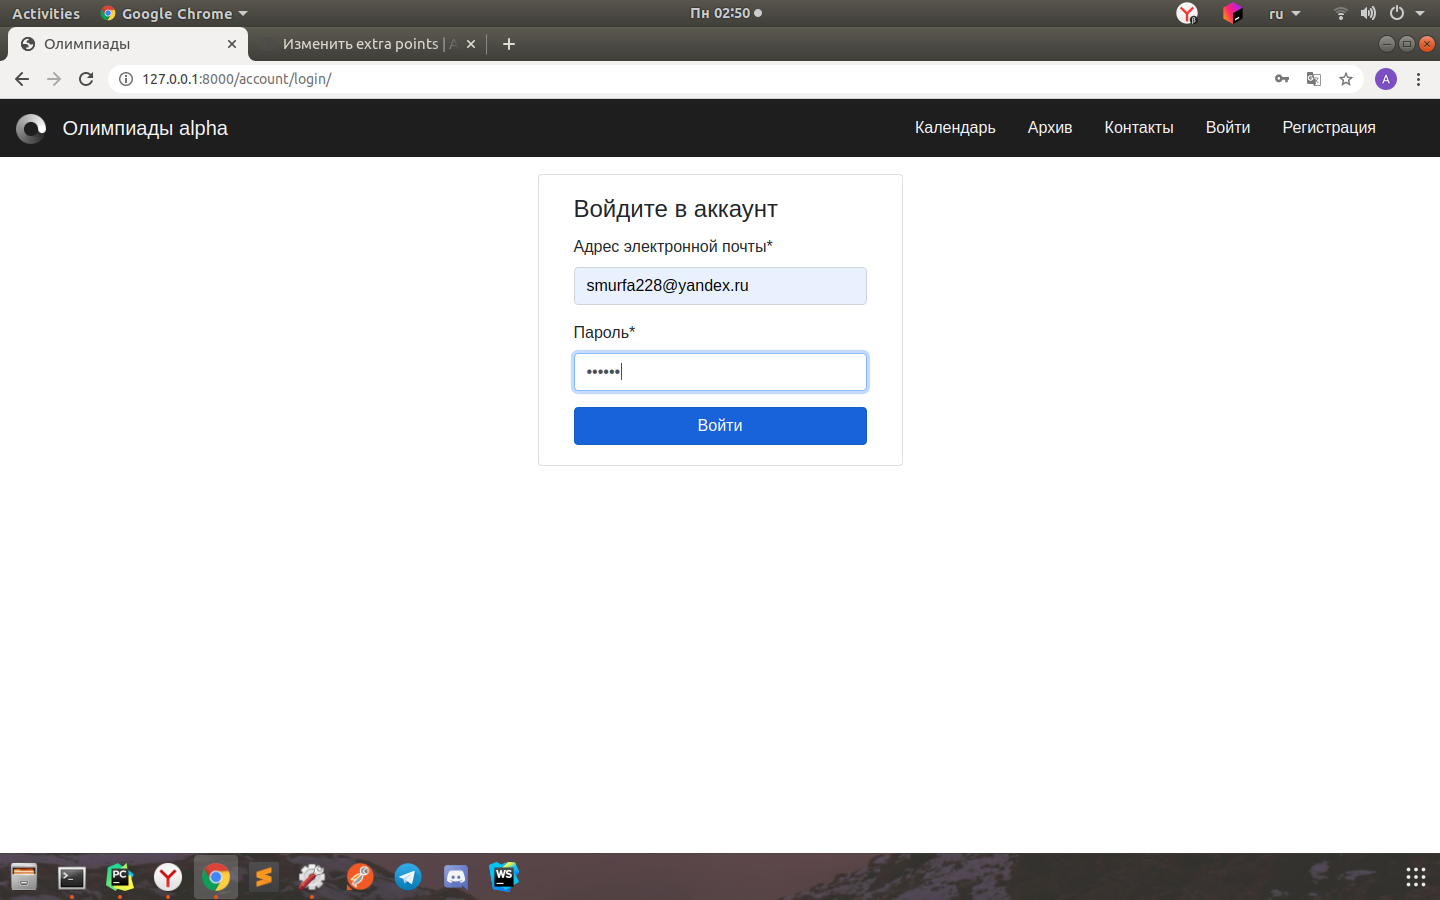 Activities Google Chrome Пн 02:50 ru
Олимпиады Изменить extra points | A
127.0.0.1:8000/account/login/ A
Олимпиады alpha Календарь Архив Контакты Войти Регистрация
Войдите в аккаунт
Адрес электронной почты*
smurfa228@yandex.ru
Пароль*
••••••
Войти
PC WS